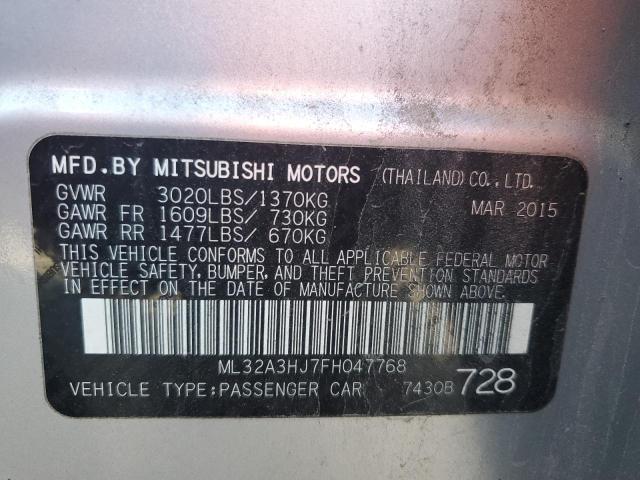 MFD.BY MITSUBISHI MOTORS (THAILAND)CO.,LTD.
GVWR 3020LBS/1370KG MAR 2015
GAWR FR 1609LBS/ 730KG
GAWR RR 1477LBS/ 670KG
THIS VEHICLE CONFORMS TO ALL APPLICABLE FEDERAL MOTOR
VEHICLE SAFETY, BUMPER, AND THEFT PREVENTION STANDARDS
IN EFFECT ON THE DATE OF MANUFACTURE SHOWN ABOVE.
ML32A3HJ7FH047768
VEHICLE TYPE:PASSENGER CAR 7430B 728